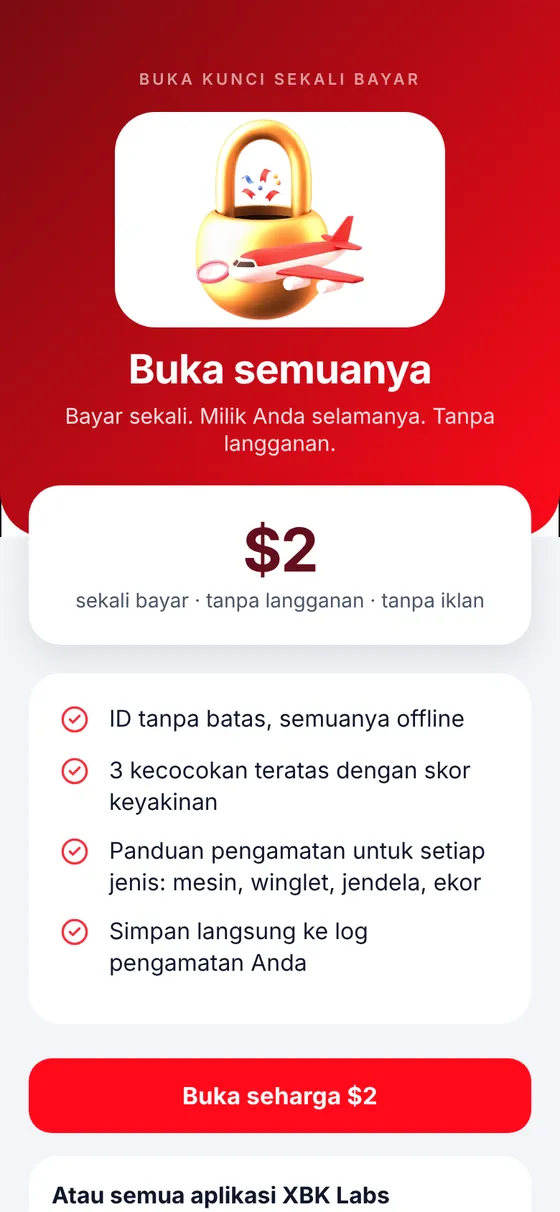 BUKA KUNCI SEKALI BAYAR
Buka semuanya
Bayar sekali. Milik Anda selamanya. Tanpa
langganan.
$2
sekali bayar · tanpa langganan · tanpa iklan
ID tanpa batas, semuanya offline
3 kecocokan teratas dengan skor
keyakinan
Panduan pengamatan untuk setiap
jenis: mesin, winglet, jendela, ekor
Simpan langsung ke log
pengamatan Anda
Buka seharga $2
Atau semua aplikasi XBK Labs